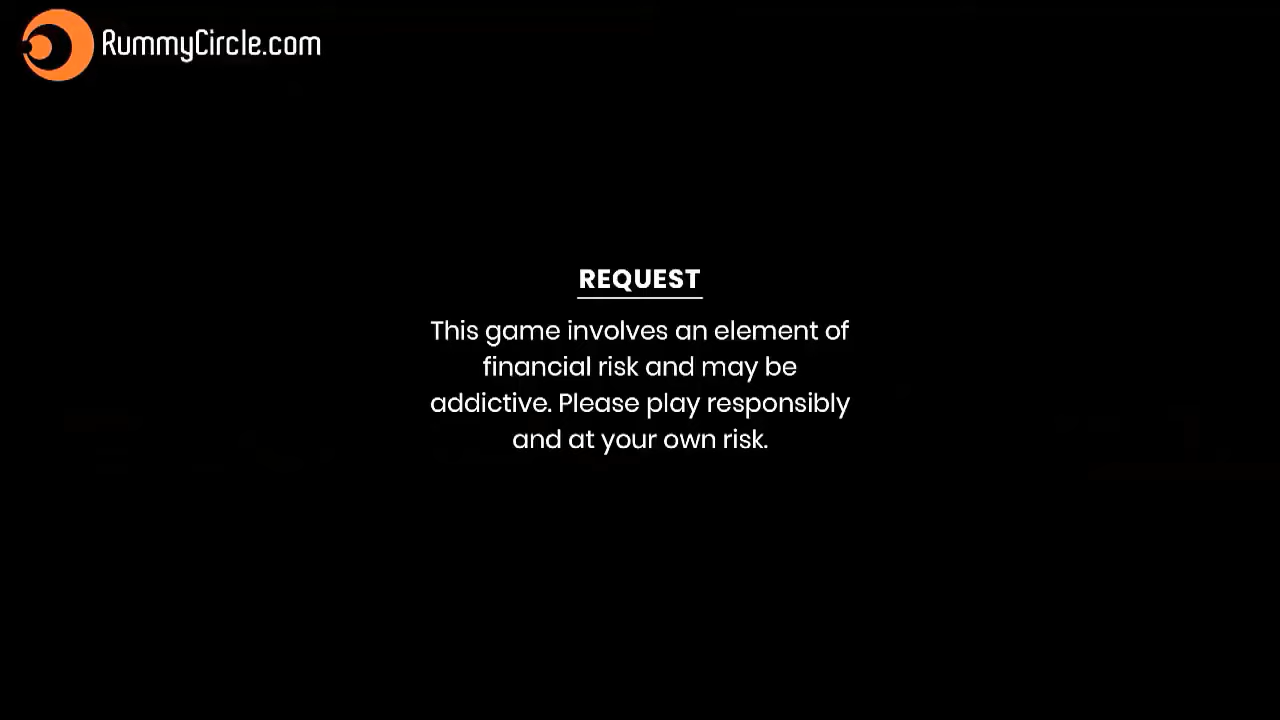 RummyCircle.com
REQUEST
This game involves an element of
financial risk and may be
addictive. Please play responsibly
and at your own risk.